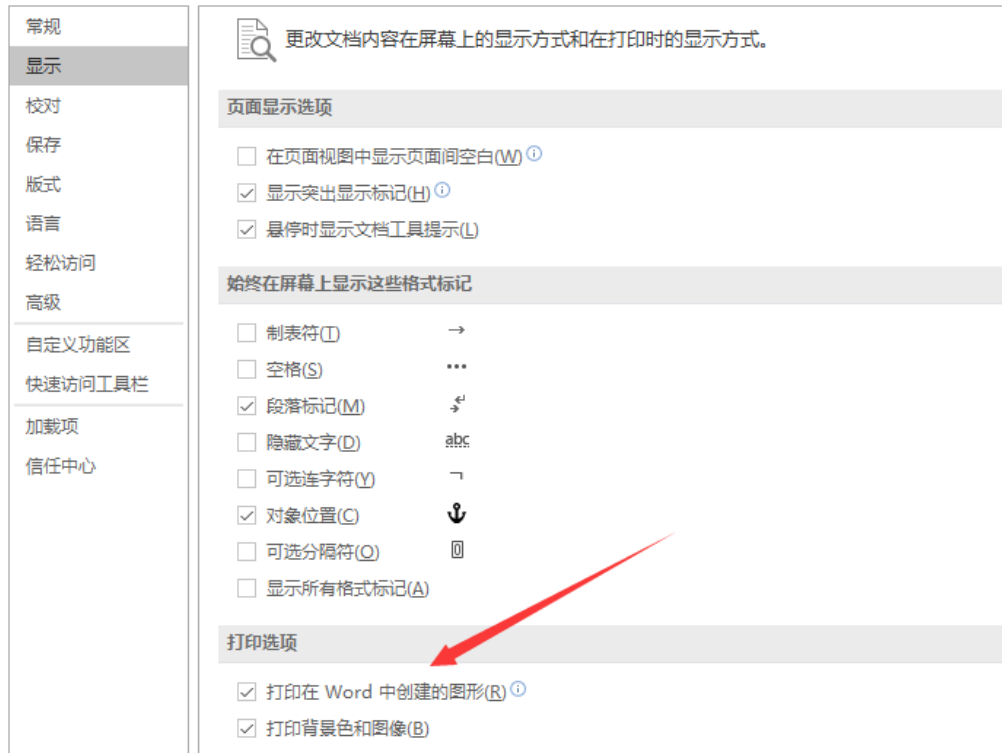 常规
显示
校对
保存
版式
语言
轻松访问
高级
自定义功能区
快速访问工具栏
加载项
信任中心
更改文档内容在屏幕上的显示方式和在打印时的显示方式。
页面显示选项
在页面视图中显示页面间空白(W)
显示突出显示标记(H)
悬停时显示文档工具提示(L)
始终在屏幕上显示这些格式标记
制表符(T) →
空格(S) •••
段落标记(M)
隐藏文字(D) abc
可选连字符(Y) ¬
对象位置(C)
可选分隔符(O)
显示所有格式标记(A)
打印选项
打印在 Word 中创建的图形(R)
打印背景色和图像(B)